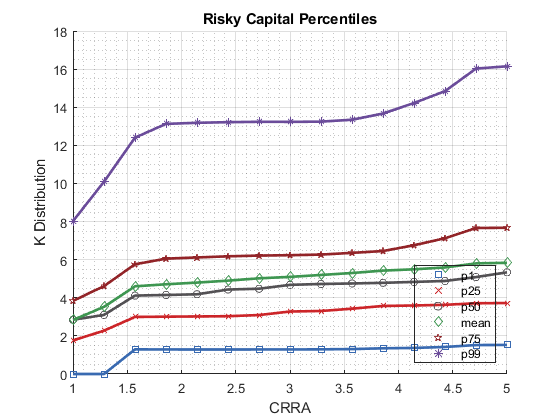 Risky Capital Percentiles
K Distribution
18
16
14
12
10
8
6
4
2
0
p1
p25
p50
mean
p75
p99
1 1.5 2 2.5 3 3.5 4 4.5 5
CRRA